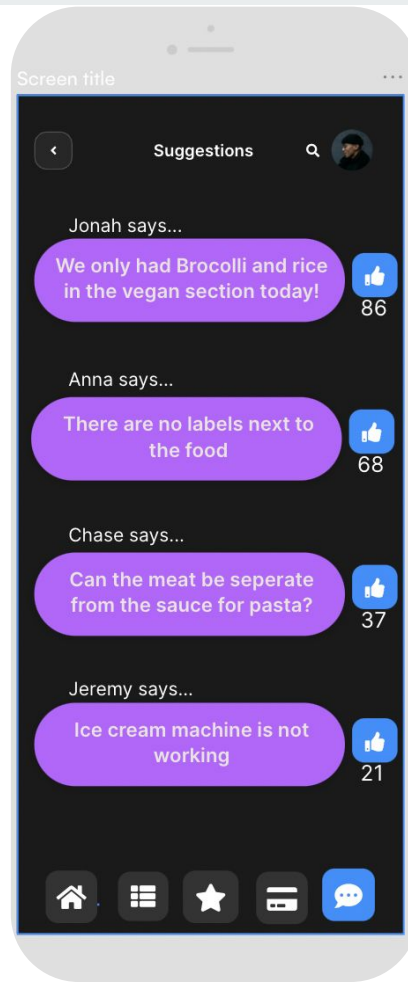 Screen title
Suggestions
Jonah says...
We only had Brocolli and rice
in the vegan section today!
86
Anna says...
There are no labels next to
the food
68
Chase says...
Can the meat be seperate
from the sauce for pasta?
37
Jeremy says...
Ice cream machine is not
working
21